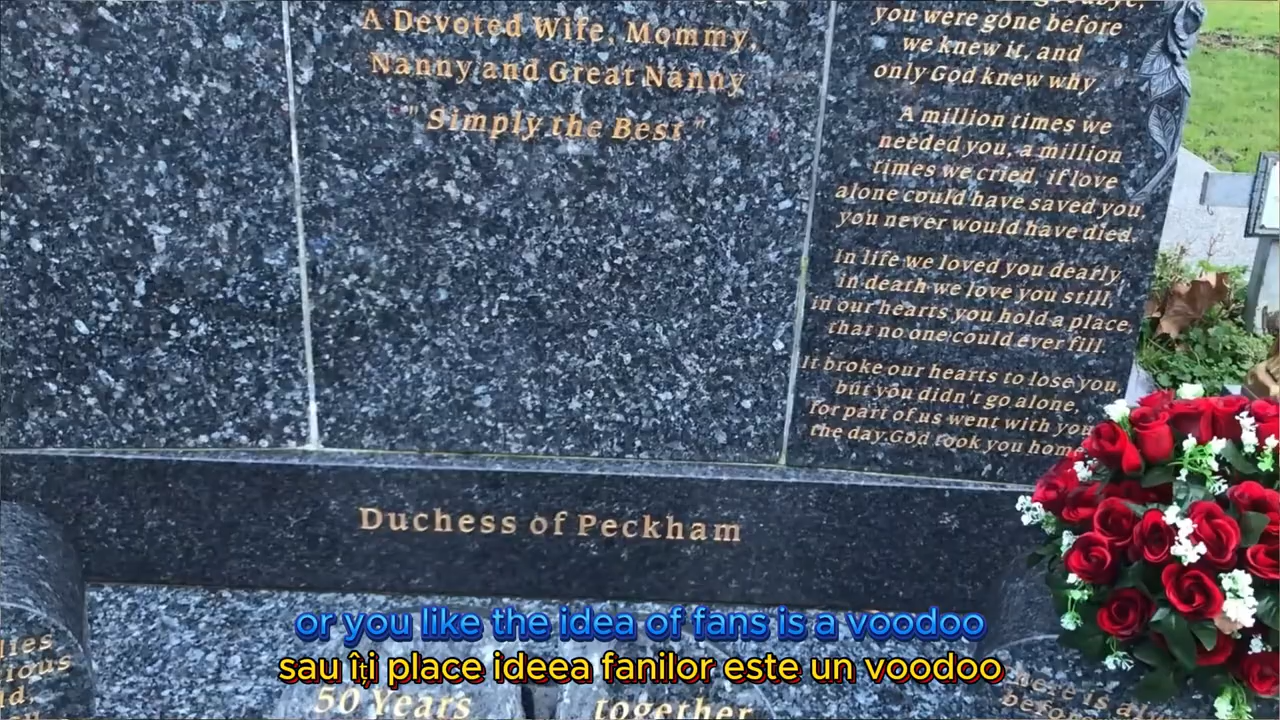 A Devoted Wife, Mommy,
Nanny and Great Nanny
" Simply the Best "
you were gone before
we knew it, and
only God knew why.
A million times we
needed you, a million
times we cried, if love
alone could have saved you,
you never would have died.
In life we loved you dearly,
in death we love you still,
in our hearts you hold a place,
that no one could ever fill.
It broke our hearts to lose you,
but you didn't go alone,
for part of us went with you
the day God took you home
Duchess of Peckham
or you like the idea of fans is a voodoo
sau îți place ideea fanilor este un voodoo
50 Years
together